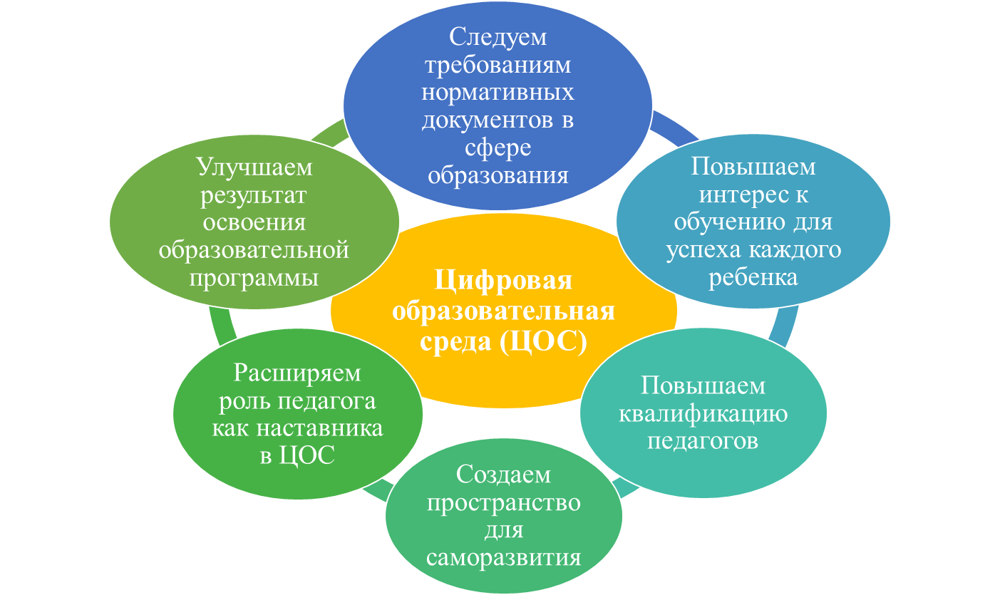 Следуем
требованиям
нормативных
документов в
сфере
образования
Повышаем
интерес к
обучению для
успеха каждого
ребенка
Повышаем
квалификацию
педагогов
Создаем
пространство
для
саморазвития
Расширяем
роль педагога
как наставника
в ЦОС
Улучшаем
результат
освоения
образовательной
программы
Цифровая
образовательная
среда (ЦОС)